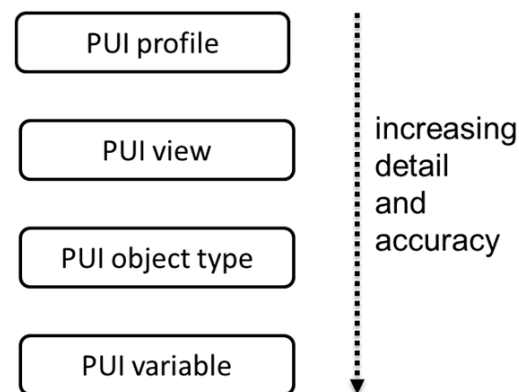 PUI profile
PUI view
PUI object type
PUI variable
increasing
detail
and
accuracy